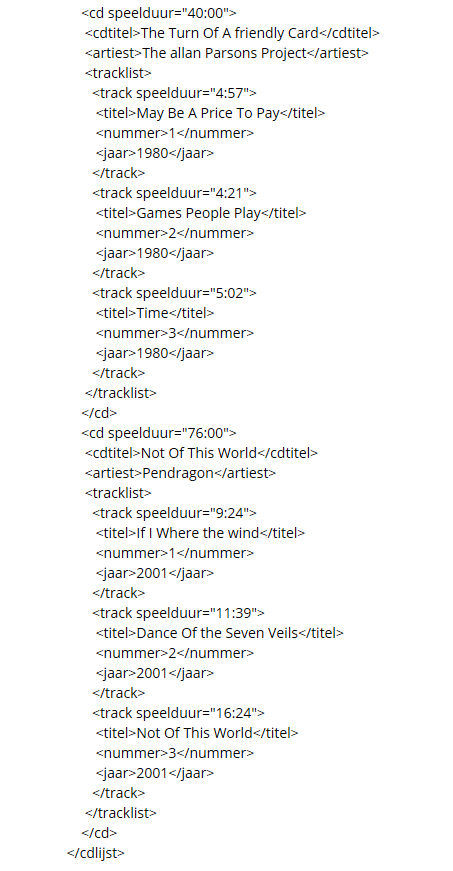 <cd speelduur="40:00">
<cdtitel>The Turn Of A friendly Card</cdtitel>
<artiest>The allan Parsons Project</artiest>
<tracklist>
<track speelduur="4:57">
<titel>May Be A Price To Pay</titel>
<nummer>1</nummer>
<jaar>1980</jaar>
</track>
<track speelduur="4:21">
<titel>Games People Play</titel>
<nummer>2</nummer>
<jaar>1980</jaar>
</track>
<track speelduur="5:02">
<titel>Time</titel>
<nummer>3</nummer>
<jaar>1980</jaar>
</track>
</tracklist>
</cd>
<cd speelduur="76:00">
<cdtitel>Not Of This World</cdtitel>
<artiest>Pendragon</artiest>
<tracklist>
<track speelduur="9:24">
<titel>If I Where the wind</titel>
<nummer>1</nummer>
<jaar>2001</jaar>
</track>
<track speelduur="11:39">
<titel>Dance Of the Seven Veils</titel>
<nummer>2</nummer>
<jaar>2001</jaar>
</track>
<track speelduur="16:24">
<titel>Not Of This World</titel>
<nummer>3</nummer>
<jaar>2001</jaar>
</track>
</tracklist>
</cd>
</cdlijst>